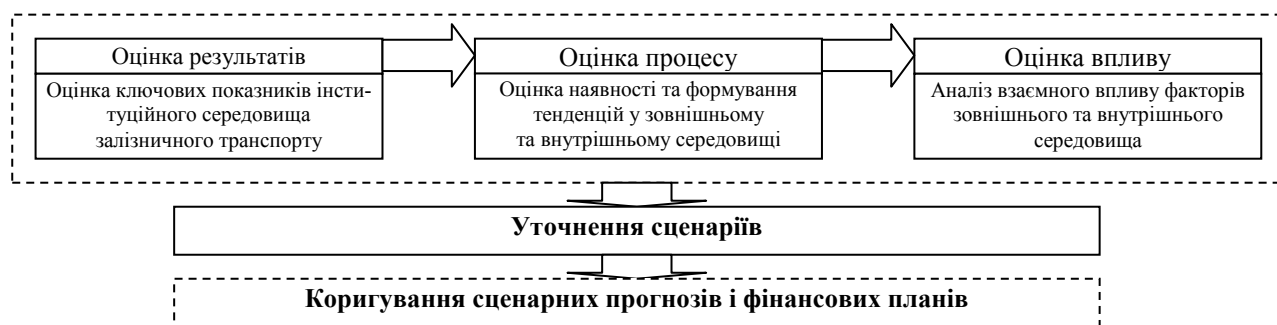 Оцінка результатів
Оцінка ключових показників інсти-
туційного середовища
залізничного транспорту
Оцінка процесу
Оцінка наявності та формування
тенденцій у зовнішньому
та внутрішньому середовищі
Оцінка впливу
Аналіз взаємного впливу факторів
зовнішнього та внутрішнього
середовища
Уточнення сценаріїв
Коригування сценарних прогнозів і фінансових планів